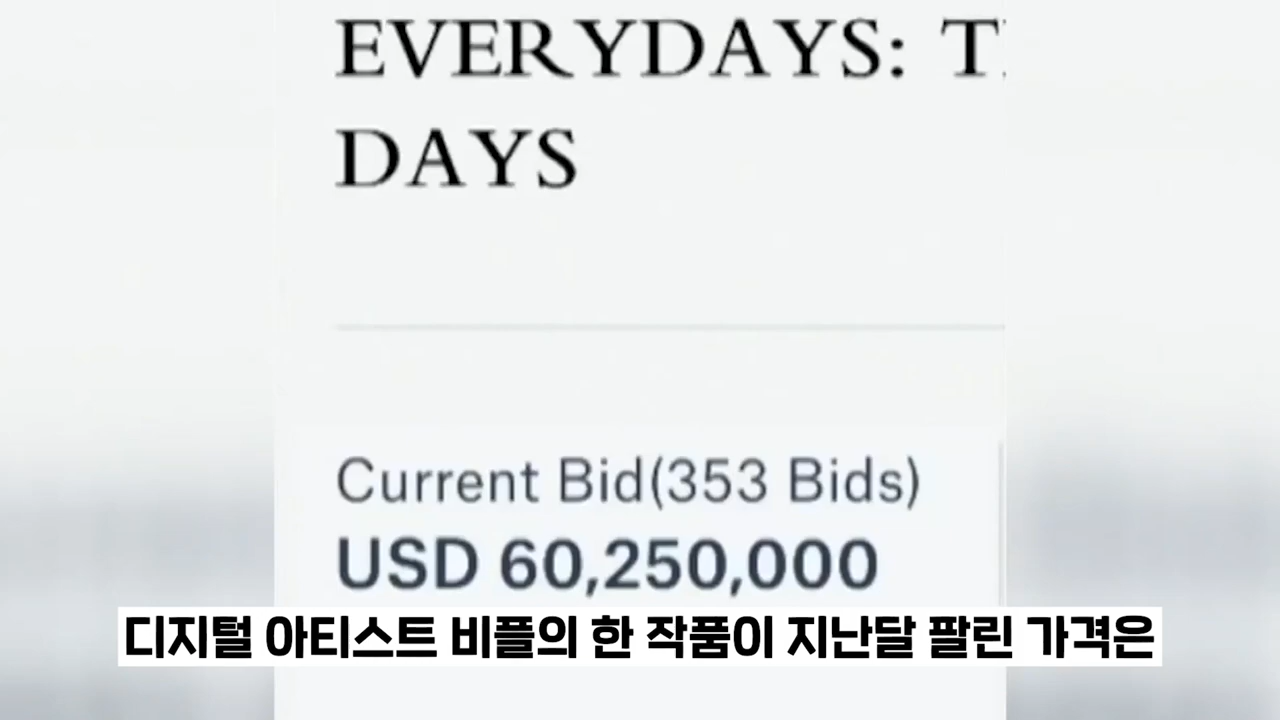 EVERYDAYS:
DAYS
Current Bid(353 Bids)
USD 60,250,000
디지털 아티스트 비플의 한 작품이 지난달 팔린 가격은